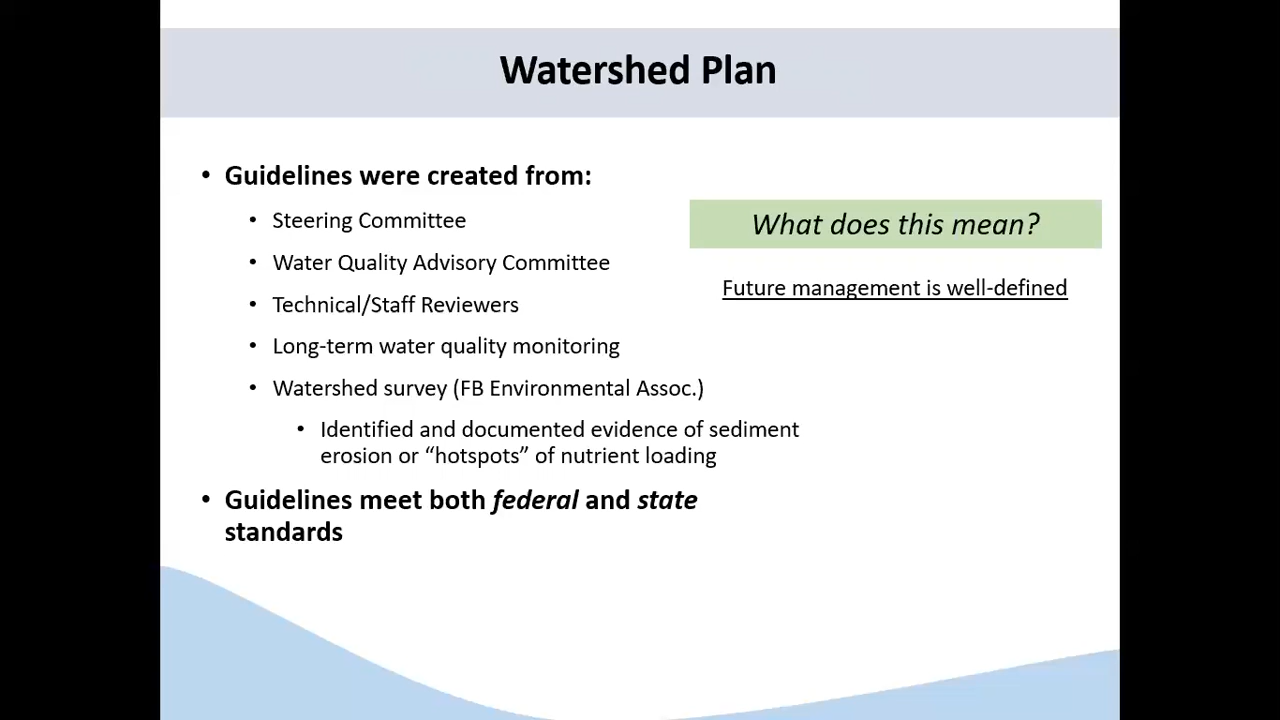 Watershed Plan
• Guidelines were created from:
• Steering Committee
• Water Quality Advisory Committee
• Technical/Staff Reviewers
• Long-term water quality monitoring
• Watershed survey (FB Environmental Assoc.)
• Identified and documented evidence of sediment
erosion or “hotspots” of nutrient loading
• Guidelines meet both federal and state
standards
What does this mean?
Future management is well-defined